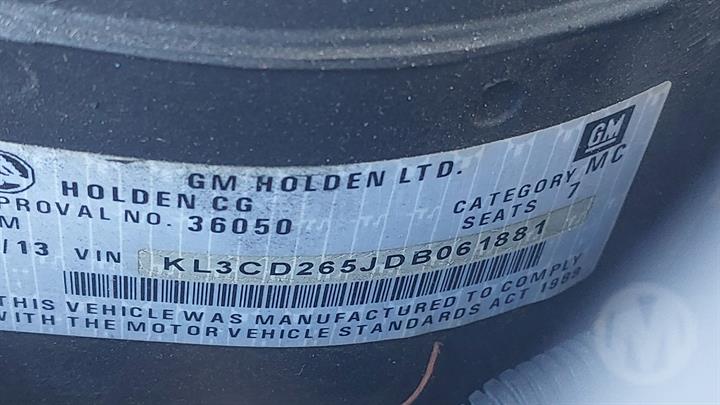 GM HOLDEN LTD.
GM
HOLDEN CG
CATEGORY MC
PROVAL NO. 36050
SEATS 7
M
/13 VIN KL3CD265JDB061881
THIS VEHICLE WAS MANUFACTURED TO COMPLY
WITH THE MOTOR VEHICLE STANDARDS ACT 1989